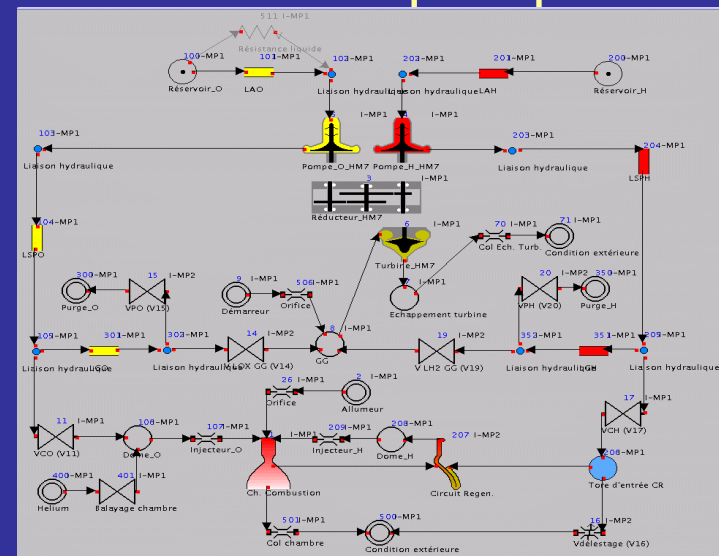 511 I-MP1
Résistance liquide
100-MP1
101-MP1
103-MP1
203-MP1
201-MP1
200-MP1
Réservoir_O
LAO
Liaison hydraulique
Liaison hydraulique
LAH
Réservoir_H
I-MP1
I-MP1
103-MP1
203-MP1
204-MP1
Liaison hydraulique
Pompe_O_HM7
Pompe_H_HM7
Liaison hydraulique
LSPH
3 I-MP1
Réducteur_HM7
104-MP1
LSPO
6 I-MP1
Turbine_HM7
70 I-MP1
Col Ech. Turb.
71 I-MP1
Condition extérieure
300-MP1
15 I-MP2
9 I-MP1
506 I-MP1
I-MP1
20 I-MP2
350-MP1
Purge_O
VPO (V15)
Démarreur
Orifice
Echappement turbine
VPH (V20)
Purge_H
301-MP1
303-MP1
14 I-MP2
8 I-MP1
19 I-MP2
353-MP1
351-MP1
205-MP1
Liaison hydraulique
Liaison hydraulique
V LOX GG (V14)
GG
V LH2 GG (V19)
Liaison hydraulique
Liaison hydraulique
26 I-MP1
2 I-MP1
Orifice
Allumeur
17 I-MP1
VCH (V17)
11 I-MP1
106-MP1
107I-MP1
I-MP1
209I-MP1
208-MP1
207 I-MP2
VCO (V11)
Dome_O
Injecteur_O
Injecteur_H
Dome_H
206-MP1
400-MP1
401 I-MP1
Ch. Combustion
Circuit Regen.
Tore d'entrée CR
Helium
Balayage chambre
501I-MP1
500-MP1
16 I-MP2
Col chambre
Condition extérieure
Vdélestage (V16)